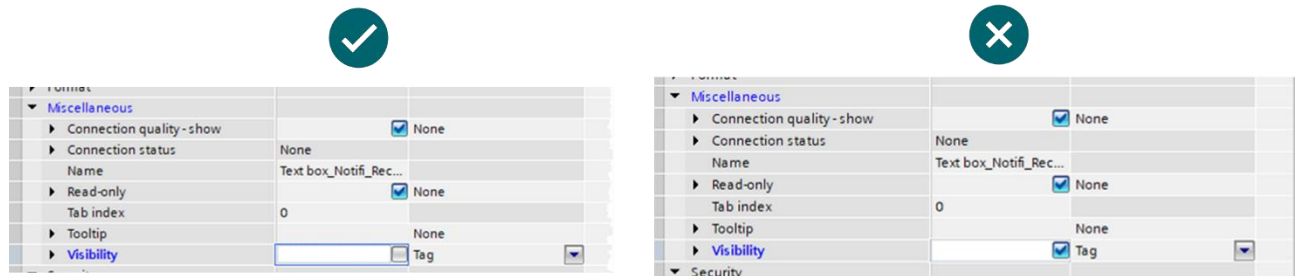 Format
Miscellaneous
Connection quality - show None
Connection status None
Name Text box_Notifi_Rec...
Read-only None
Tab index 0
Tooltip None
Visibility Tag
Format
Miscellaneous
Connection quality - show None
Connection status None
Name Text box_Notifi_Rec...
Read-only None
Tab index 0
Tooltip None
Visibility Tag
Security